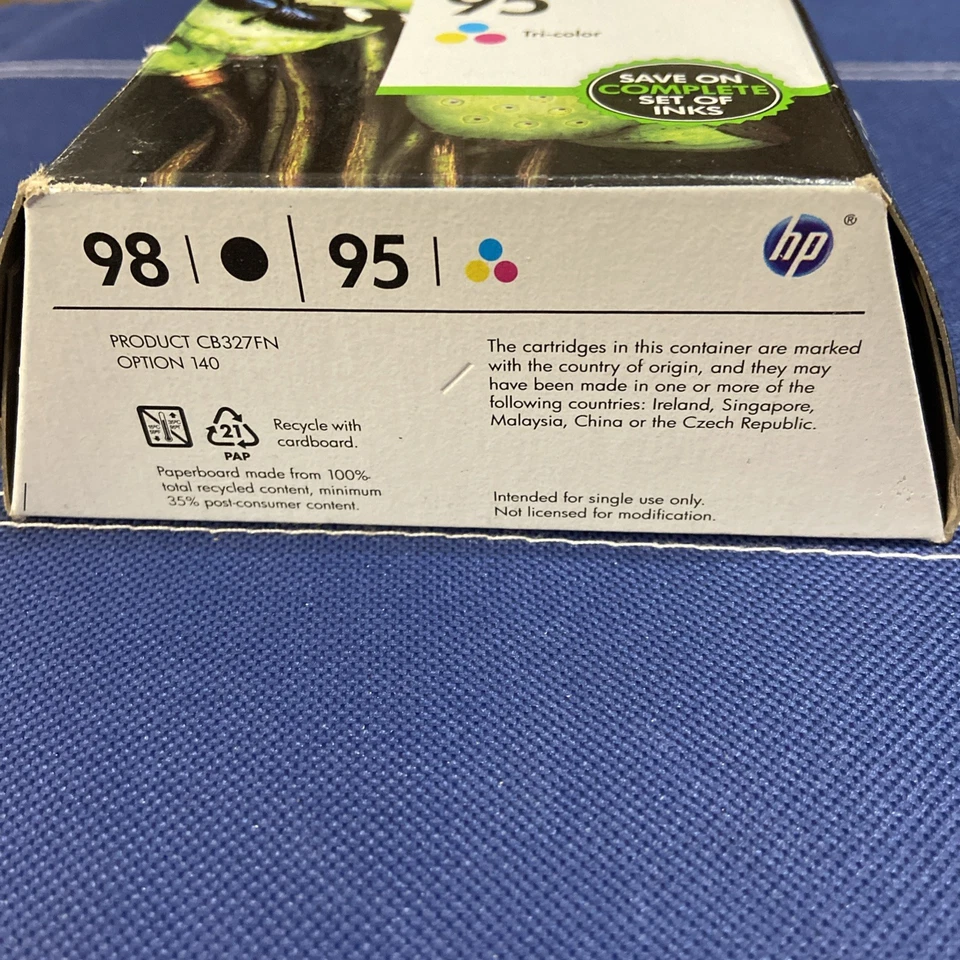 95
Tri-color
SAVE ON
COMPLETE
SET OF
INKS
98 95
hp ®
PRODUCT CB327FN
OPTION 140
21
PAP
Recycle with
cardboard.
Paperboard made from 100%
total recycled content, minimum
35% post-consumer content.
The cartridges in this container are marked
with the country of origin, and they may
have been made in one or more of the
following countries: Ireland, Singapore,
Malaysia, China or the Czech Republic.
Intended for single use only.
Not licensed for modification.